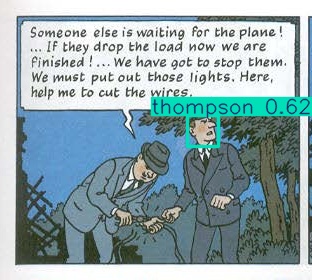 Someone else is waiting for the plane!
... If they drop the load now we are
finished!... We have got to stop them.
We must put out those lights. Here,
help me to cut the wires.
thompson 0.62